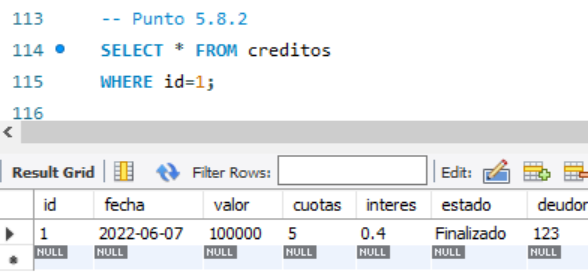 113 -- Punto 5.8.2
114 SELECT * FROM creditos
115 WHERE id=1;
116
Result Grid Filter Rows: Edit:
id fecha valor cuotas interes estado deudor
1 2022-06-07 100000 5 0.4 Finalizado 123
NULL NULL NULL NULL NULL NULL NULL